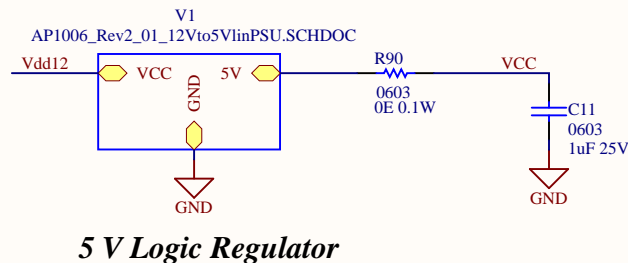 V1
AP1006_Rev2_01_12Vto5VlinPSU.SCHDOC
Vdd12
VCC
GND
5V
GND
R90
0603
0E 0.1W
VCC
C11
0603
1uF 25V
GND
5 V Logic Regulator